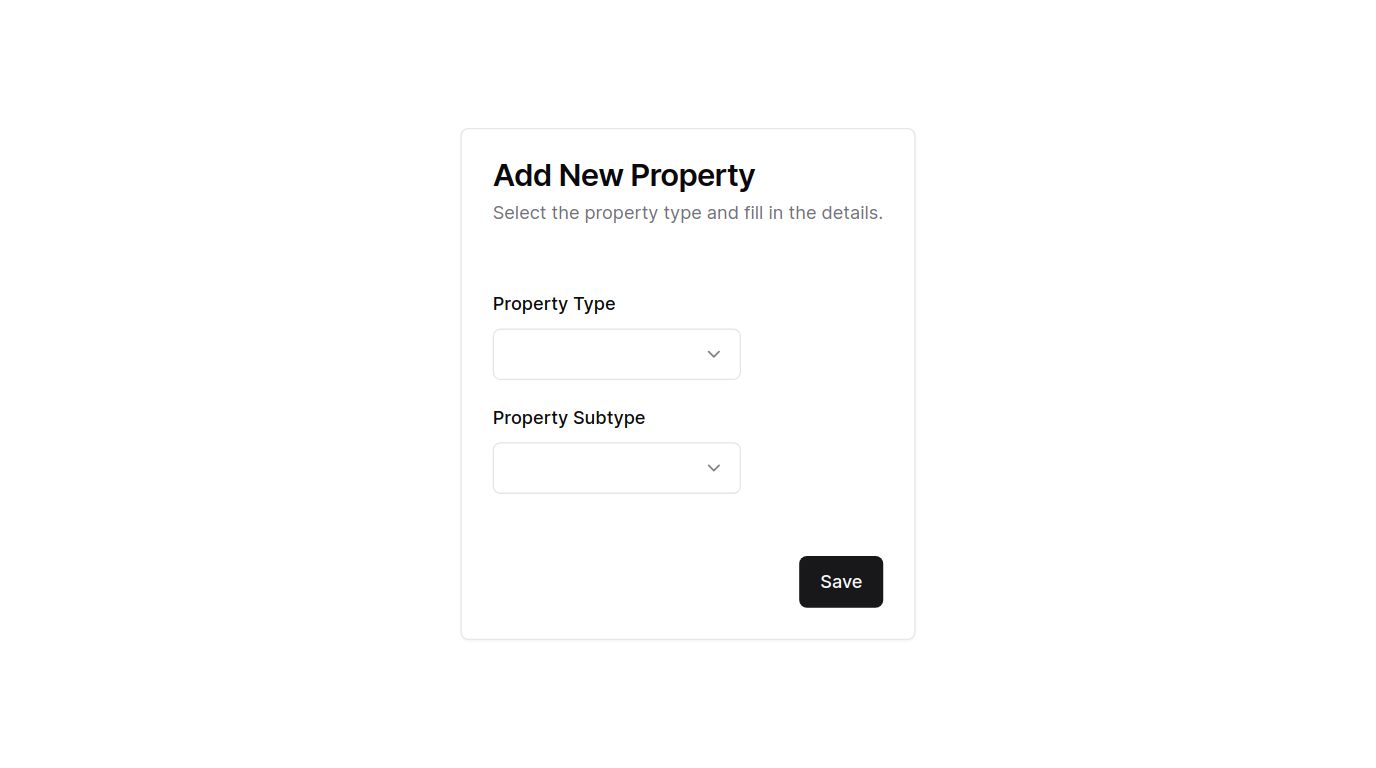 Add New Property
Select the property type and fill in the details.
Property Type
Property Subtype
Save